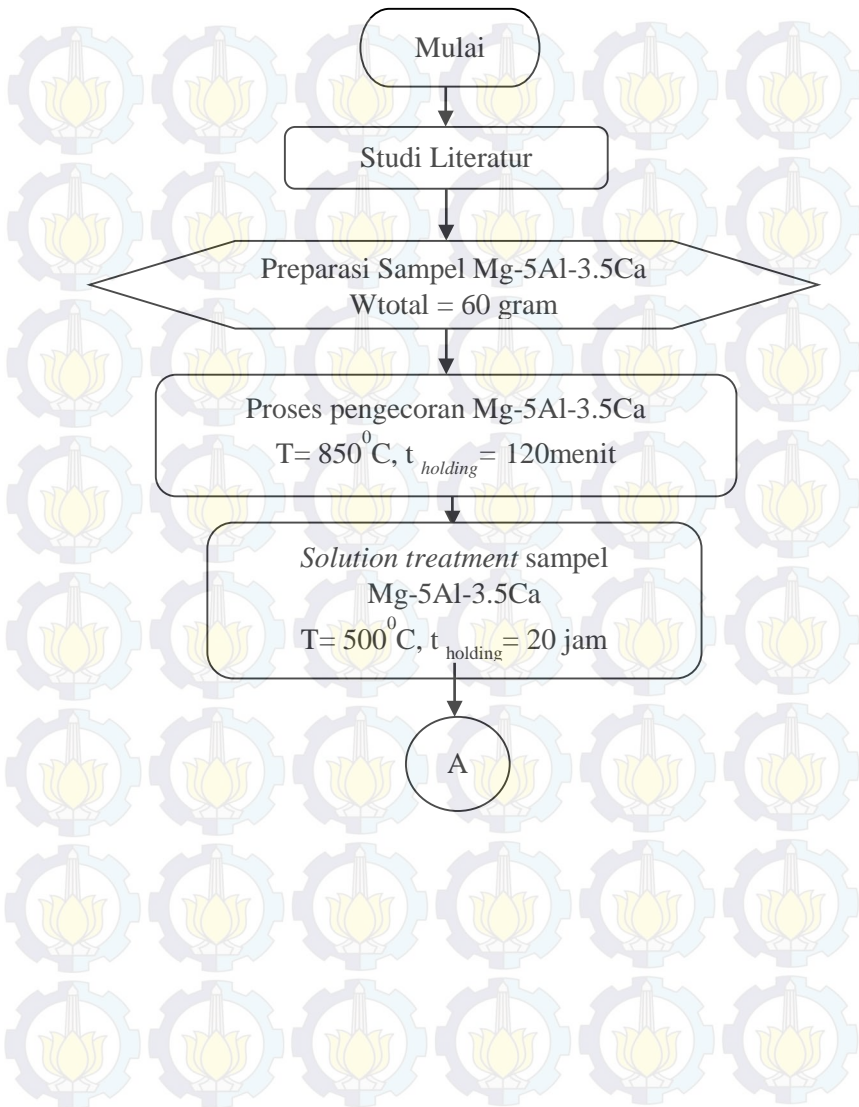 Mulai
Studi Literatur
Preparasi Sampel Mg-5Al-3.5Ca
Wtotal = 60 gram
Proses pengecoran Mg-5Al-3.5Ca
T= 850⁰C, t holding= 120menit
Solution treatment sampel
Mg-5Al-3.5Ca
T= 500⁰C, t holding= 20 jam
A